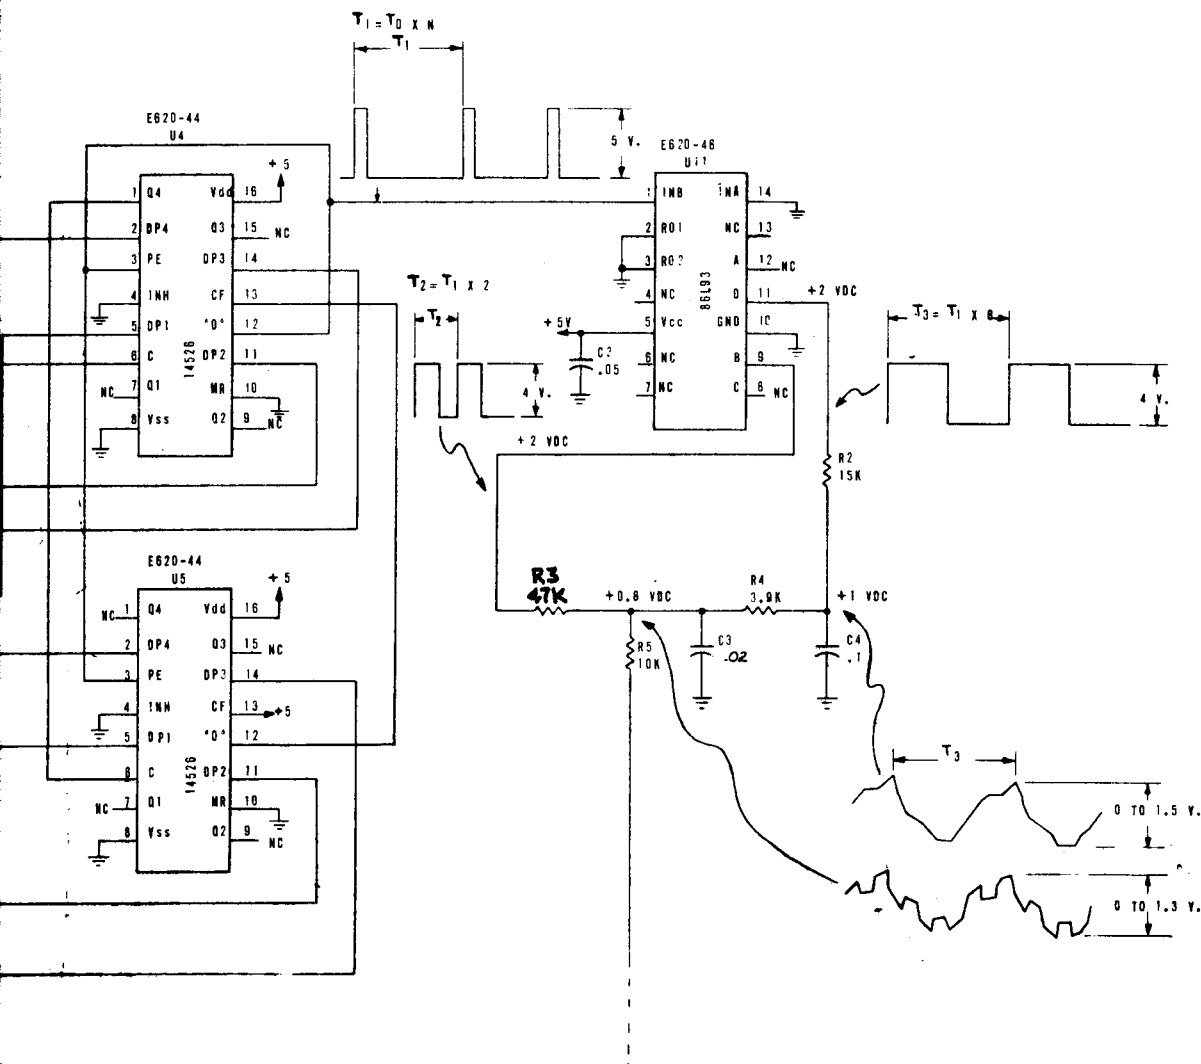 T1 = T0 X N
T1
5 V.
E620-44
U4
+ 5
1 Q4 Vdd 16
2 DP4 Q3 15 NC
3 PE DP3 14
4 INH CF 13
5 DP1 "0" 12
6 C DP2 11
NC 7 Q1 MR 10
8 Vss Q2 9 NC
14526
E620-46
U11
1 INB INA 14
2 R01 NC 13
3 R02 A 12 NC
4 NC D 11 +2 VDC
5 Vcc GND 10
6 NC B 9
7 NC C 8 NC
86L93
+ 5V
C2
.05
T2 = T1 X 2
T2
4 V.
+ 2 VDC
T3 = T1 X 8
4 V.
R2
15K
R3
47K
+0.8 VDC
R4
3.9K
+1 VDC
R5
10K
C3
.02
C4
.1
E620-44
U5
+ 5
NC 1 Q4 Vdd 16
2 DP4 Q3 15 NC
3 PE DP3 14
4 INH CF 13 +5
5 DP1 "0" 12
6 C DP2 11
NC 7 Q1 MR 10
8 Vss Q2 9 NC
14526
T3
0 TO 1.5 V.
0 TO 1.3 V.